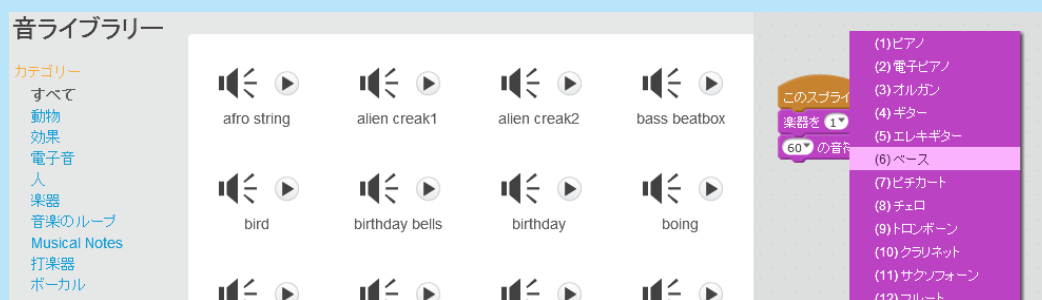 音ライブラリー
カテゴリー
すべて
動物
効果
電子音
人
楽器
音楽のループ
Musical Notes
打楽器
ボーカル
afro string
alien creak1
alien creak2
bass beatbox
bird
birthday bells
birthday
boing
このスプライ
楽器を 1▼
60▼ の音符
(1)ピアノ
(2)電子ピアノ
(3)オルガン
(4)ギター
(5)エレキギター
(6)ベース
(7)ピチカート
(8)チェロ
(9)トロンボーン
(10)クラリネット
(11)サクソフォーン
(12)フルート